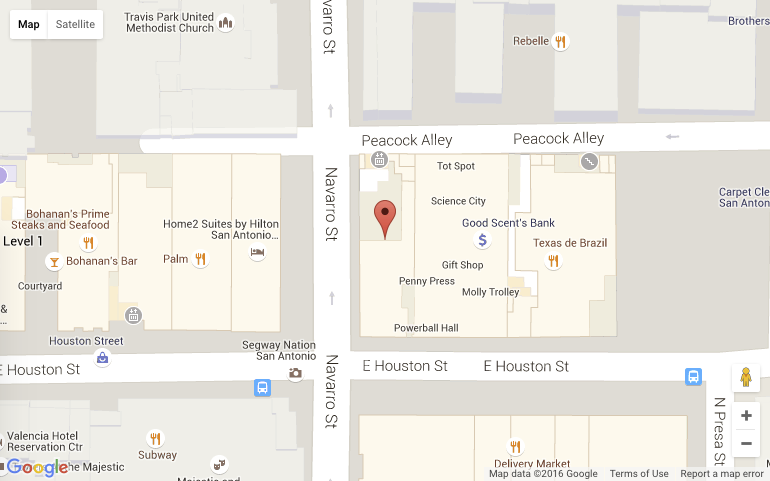 Map
Satellite
Travis Park United
Methodist Church
Navarro St
Rebelle
Brothers
Peacock Alley
Peacock Alley
Tot Spot
Navarro St
Science City
Carpet Cle
San Anton
Bohanan's Prime
Steaks and Seafood
Home2 Suites by Hilton
San Antonio...
Good Scent's Bank
$
Level 1
Texas de Brazil
Bohanan's Bar
Palm
Gift Shop
Courtyard
Penny Press
Molly Trolley
&
...
Powerball Hall
Houston Street
Segway Nation
San Antonio
E Houston St
E Houston St
E Houston St
Navarro St
N Presa St
+
−
Valencia Hotel
Reservation Ctr
Subway
Delivery Market
Google
he Majestic
Majestic and
Map data ©2016 Google
Terms of Use
Report a map error